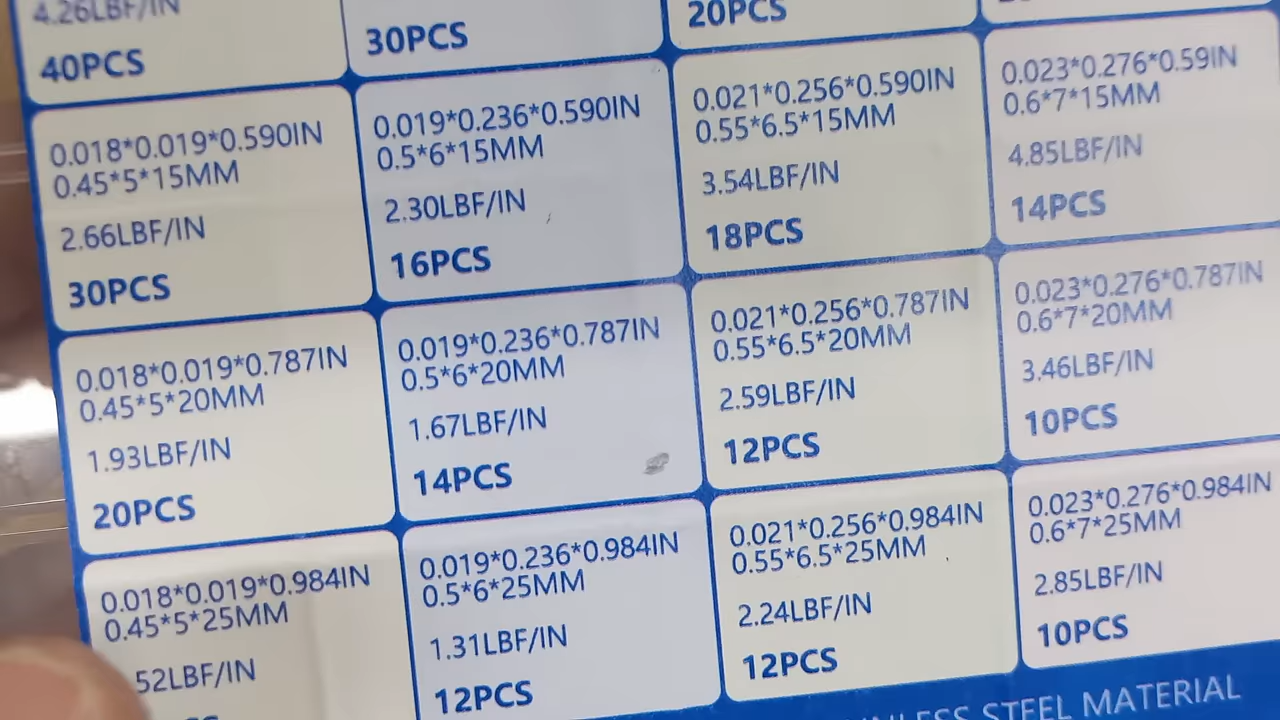 4.26LBF/IN
40PCS
30PCS
20PCS
0.018*0.019*0.590IN
0.45*5*15MM
2.66LBF/IN
30PCS
0.019*0.236*0.590IN
0.5*6*15MM
2.30LBF/IN
16PCS
0.021*0.256*0.590IN
0.55*6.5*15MM
3.54LBF/IN
18PCS
0.023*0.276*0.59IN
0.6*7*15MM
4.85LBF/IN
14PCS
0.018*0.019*0.787IN
0.45*5*20MM
1.93LBF/IN
20PCS
0.019*0.236*0.787IN
0.5*6*20MM
1.67LBF/IN
14PCS
0.021*0.256*0.787IN
0.55*6.5*20MM
2.59LBF/IN
12PCS
0.023*0.276*0.787IN
0.6*7*20MM
3.46LBF/IN
10PCS
0.018*0.019*0.984IN
0.45*5*25MM
52LBF/IN
0.019*0.236*0.984IN
0.5*6*25MM
1.31LBF/IN
12PCS
0.021*0.256*0.984IN
0.55*6.5*25MM
2.24LBF/IN
12PCS
0.023*0.276*0.984IN
0.6*7*25MM
2.85LBF/IN
10PCS
STEEL MATERIAL